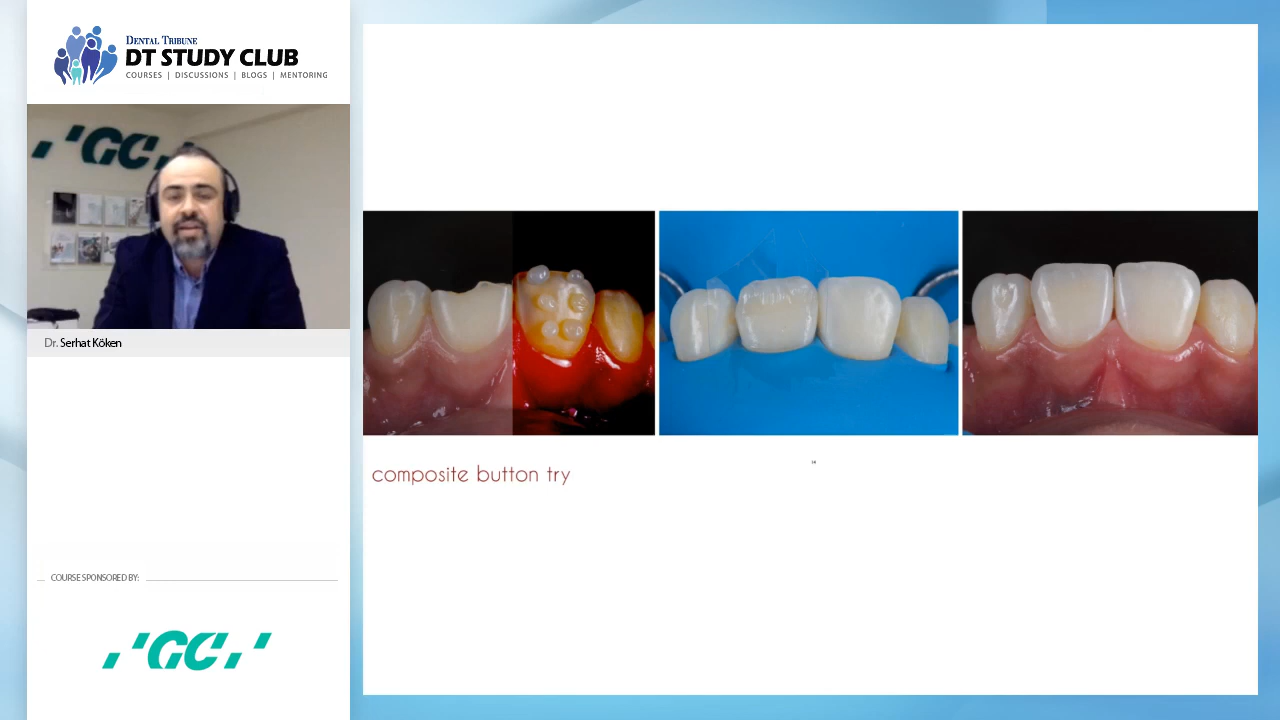 DENTAL TRIBUNE
DT STUDY CLUB
COURSES | DISCUSSIONS | BLOGS | MENTORING
GC
Dr. Serhat Köken
composite button try
COURSE SPONSORED BY:
GC